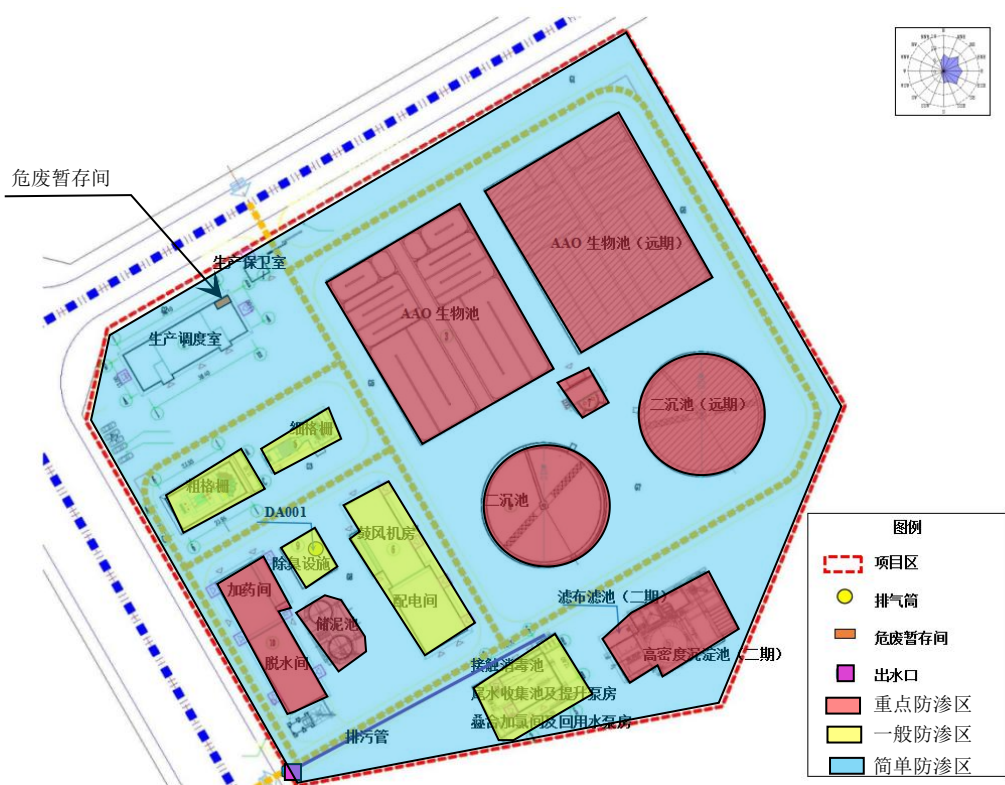 危废暂存间
生产保卫室
生产调度室
AAO 生物池（远期）
AAO 生物池
二沉池（远期）
细格栅
粗格栅
二沉池
DA001
鼓风机房
除臭设施
加药间
配电间
储泥池
脱水间
滤布滤池（二期）
高密度沉淀池（二期）
接触消毒池
尾水收集池及提升泵房
叠合加氯间及回用水泵房
排污管
图例
项目区
排气筒
危废暂存间
出水口
重点防渗区
一般防渗区
简单防渗区